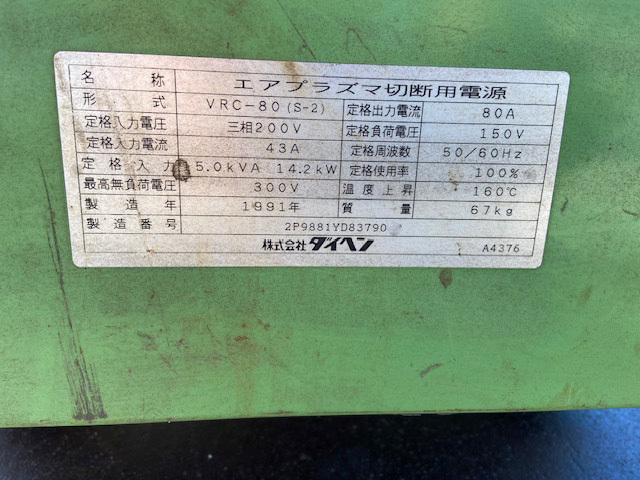 名称 エアプラズマ切断用電源
形式 VRC-80(S-2) 定格出力電流 80A
定格入力電圧 三相200V 定格負荷電圧 150V
定格入力電流 43A 定格周波数 50/60Hz
定格入力 5.0kVA 14.2kW 定格使用率 100%
最高無負荷電圧 300V 温度上昇 160℃
製造年 1991年 質量 67kg
製造番号 2P9881YD83790
株式会社ダイヘン A4376